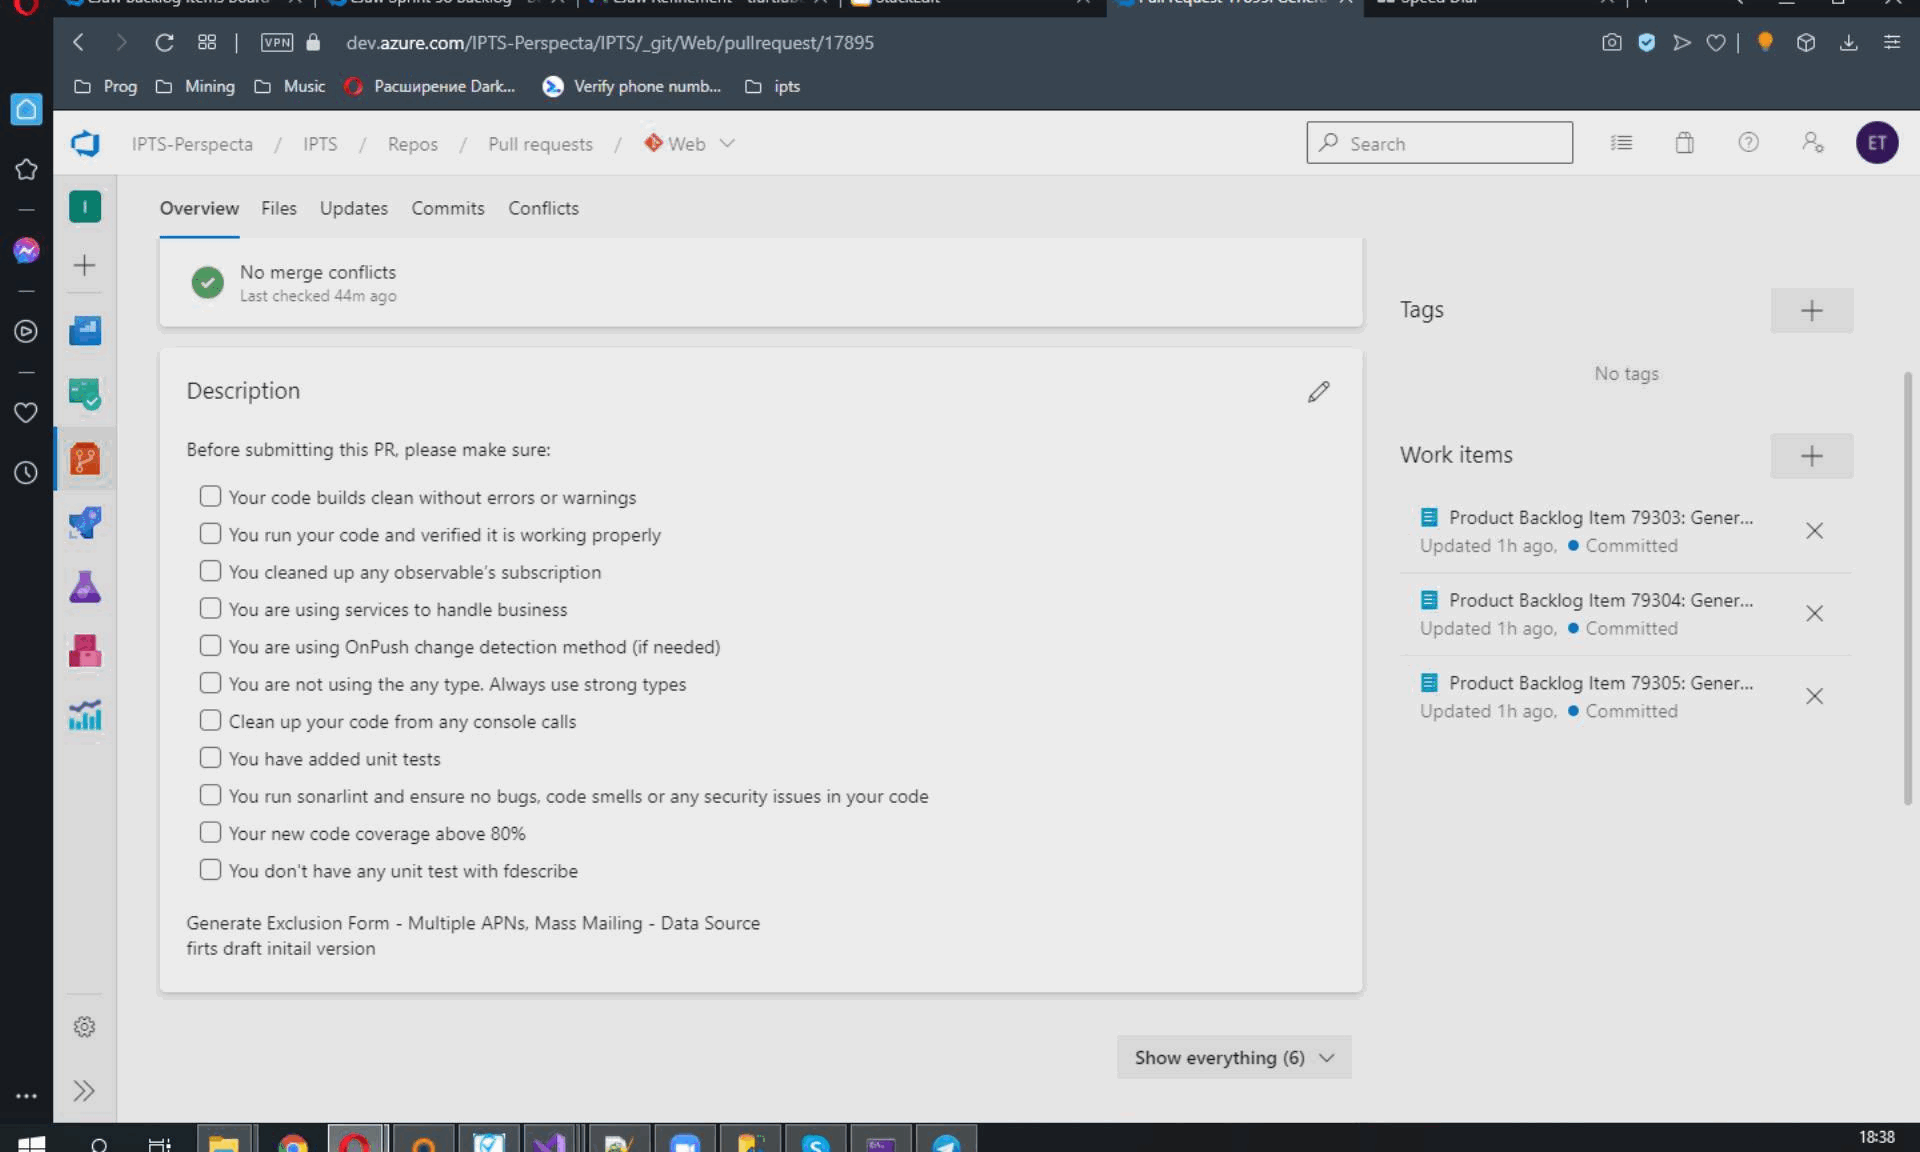 VPN
dev.azure.com/IPTS-Perspecta/IPTS/_git/Web/pullrequest/17895
Prog
Mining
Music
Расширение Dark...
Verify phone numb...
ipts
IPTS-Perspecta / IPTS / Repos / Pull requests / Web
Search
ET
I
Overview
Files
Updates
Commits
Conflicts
No merge conflicts
Last checked 44m ago
Description
Before submitting this PR, please make sure:
Your code builds clean without errors or warnings
You run your code and verified it is working properly
You cleaned up any observable's subscription
You are using services to handle business
You are using OnPush change detection method (if needed)
You are not using the any type. Always use strong types
Clean up your code from any console calls
You have added unit tests
You run sonarlint and ensure no bugs, code smells or any security issues in your code
Your new code coverage above 80%
You don't have any unit test with fdescribe
Generate Exclusion Form - Multiple APNs, Mass Mailing - Data Source
firts draft initail version
Show everything (6)
Tags
No tags
Work items
Product Backlog Item 79303: Gener...
Updated 1h ago, Committed
Product Backlog Item 79304: Gener...
Updated 1h ago, Committed
Product Backlog Item 79305: Gener...
Updated 1h ago, Committed
18:38